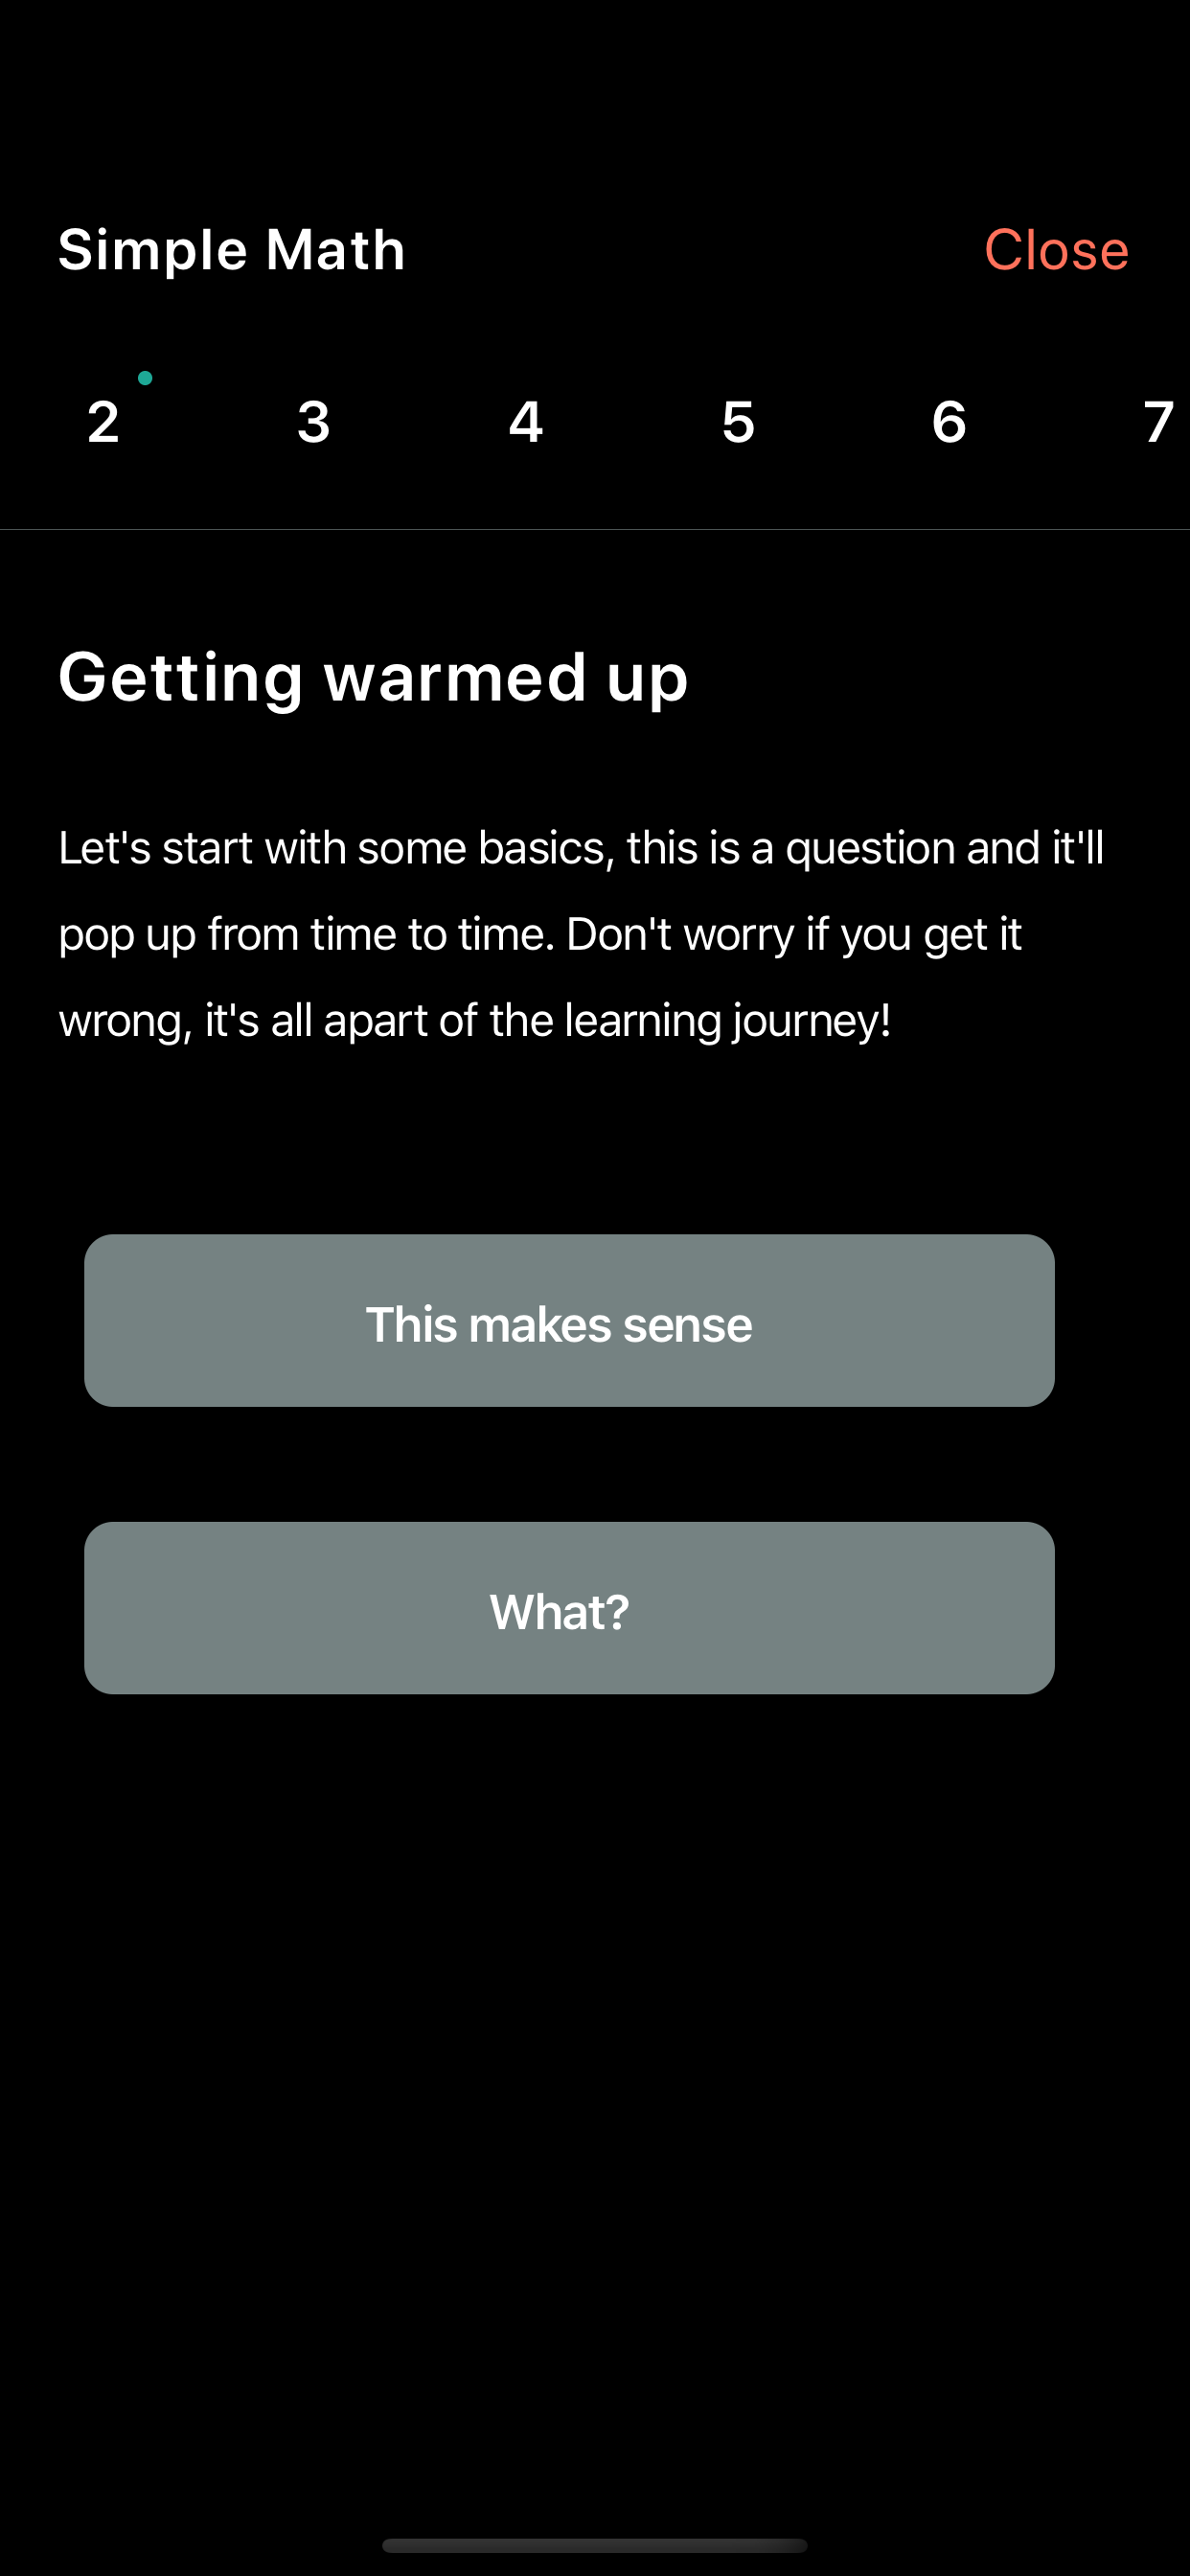 Simple Math Close
2 3 4 5 6 7
Getting warmed up
Let's start with some basics, this is a question and it'll
pop up from time to time. Don't worry if you get it
wrong, it's all apart of the learning journey!
This makes sense
What?